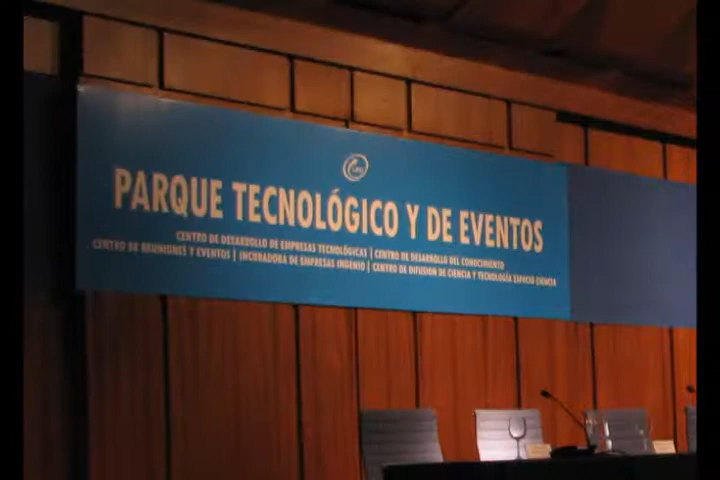 PARQUE TECNOLÓGICO Y DE EVENTOS
CENTRO DE DESARROLLO DE EMPRESAS TECNOLÓGICAS | CENTRO DE DESARROLLO DEL CONOCIMIENTO
CENTRO DE REUNIONES Y EVENTOS | INCUBADORA DE EMPRESAS INGENIO | CENTRO DE DIFUSION DE CIENCIA Y TECNOLOGÍA ESPACIO CIENCIA